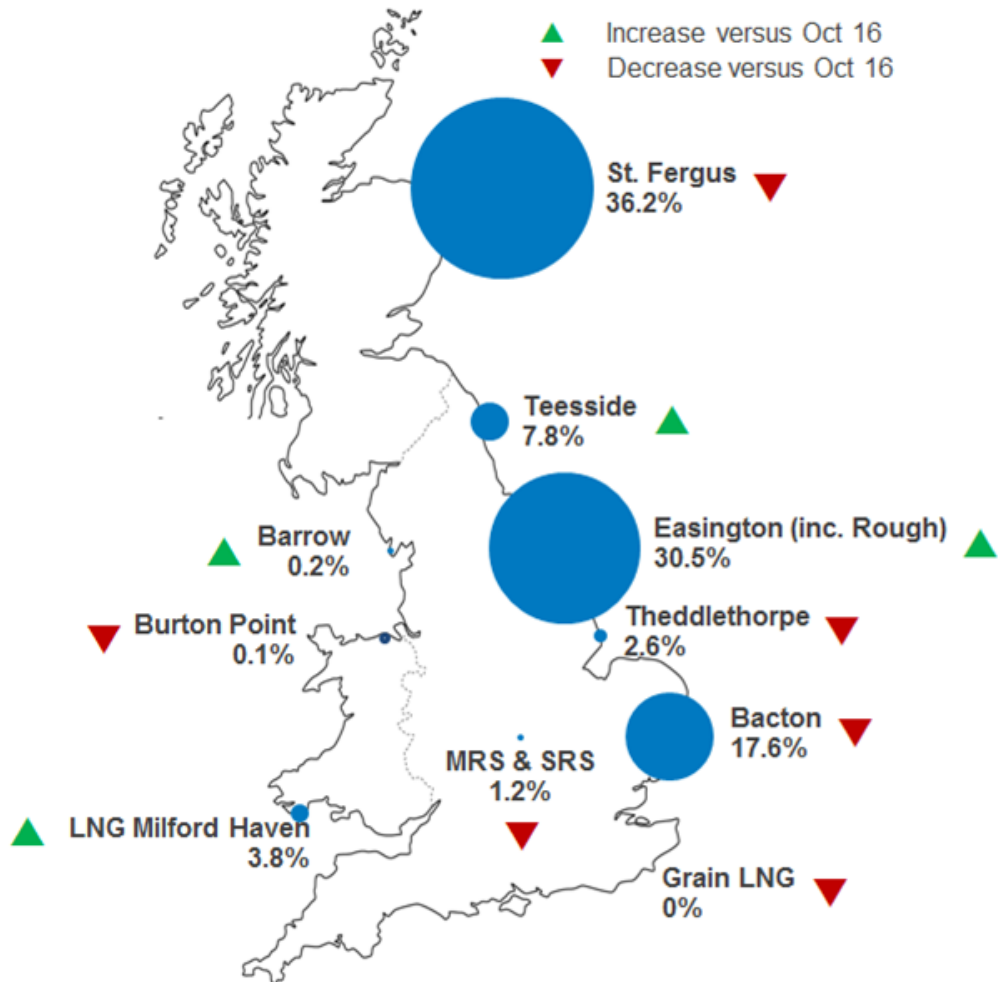 Increase versus Oct 16
Decrease versus Oct 16
St. Fergus
36.2%
Teesside
7.8%
Easington (inc. Rough)
30.5%
Barrow
0.2%
Theddlethorpe
2.6%
Burton Point
0.1%
Bacton
17.6%
MRS & SRS
1.2%
LNG Milford Haven
3.8%
Grain LNG
0%